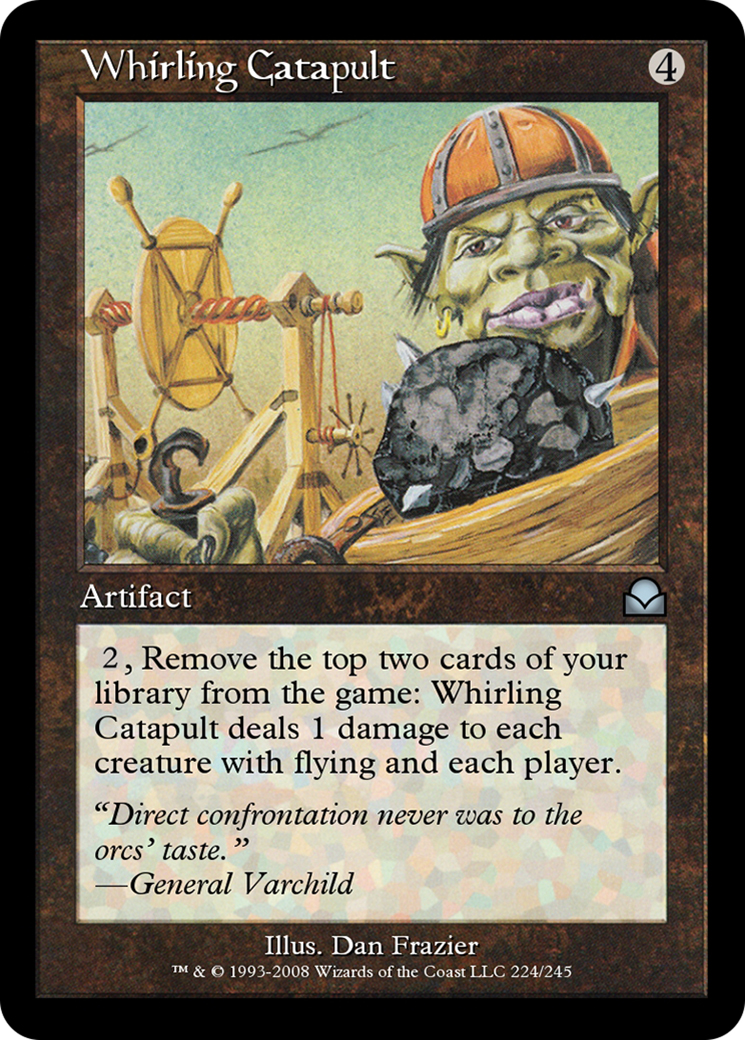 Whirling Catapult 4
Artifact
2, Remove the top two cards of your
library from the game: Whirling
Catapult deals 1 damage to each
creature with flying and each player.
“Direct confrontation never was to the
orcs’ taste.”
—General Varchild
Illus. Dan Frazier
™ & © 1993-2008 Wizards of the Coast LLC 224/245